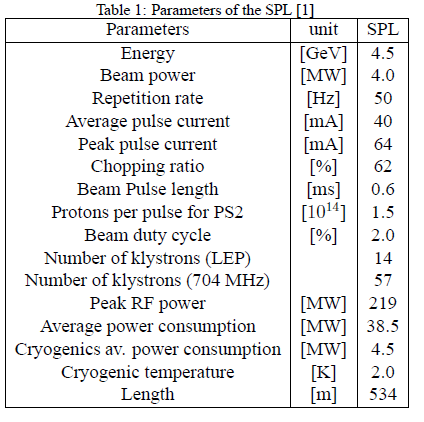 Table 1: Parameters of the SPL [1]
Parameters unit SPL
Energy [GeV] 4.5
Beam power [MW] 4.0
Repetition rate [Hz] 50
Average pulse current [mA] 40
Peak pulse current [mA] 64
Chopping ratio [%] 62
Beam Pulse length [ms] 0.6
Protons per pulse for PS2 [10¹⁴] 1.5
Beam duty cycle [%] 2.0
Number of klystrons (LEP) 14
Number of klystrons (704 MHz) 57
Peak RF power [MW] 219
Average power consumption [MW] 38.5
Cryogenics av. power consumption [MW] 4.5
Cryogenic temperature [K] 2.0
Length [m] 534